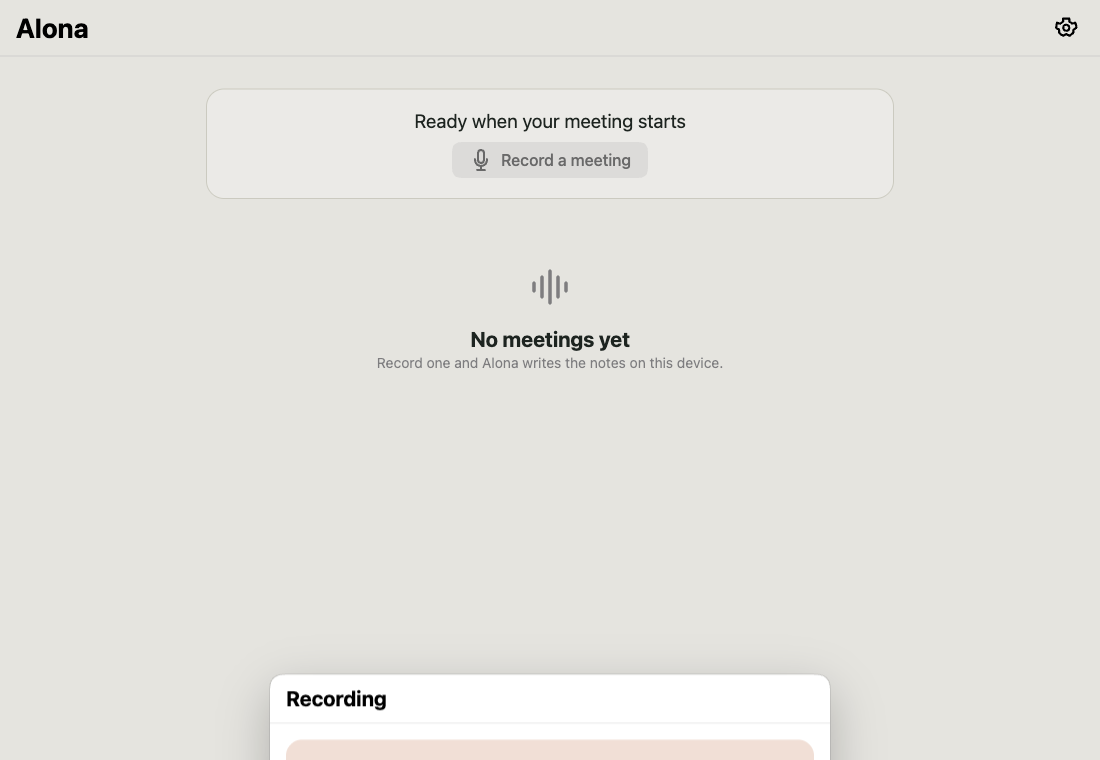 Alona
Ready when your meeting starts
Record a meeting
No meetings yet
Record one and Alona writes the notes on this device.
Recording